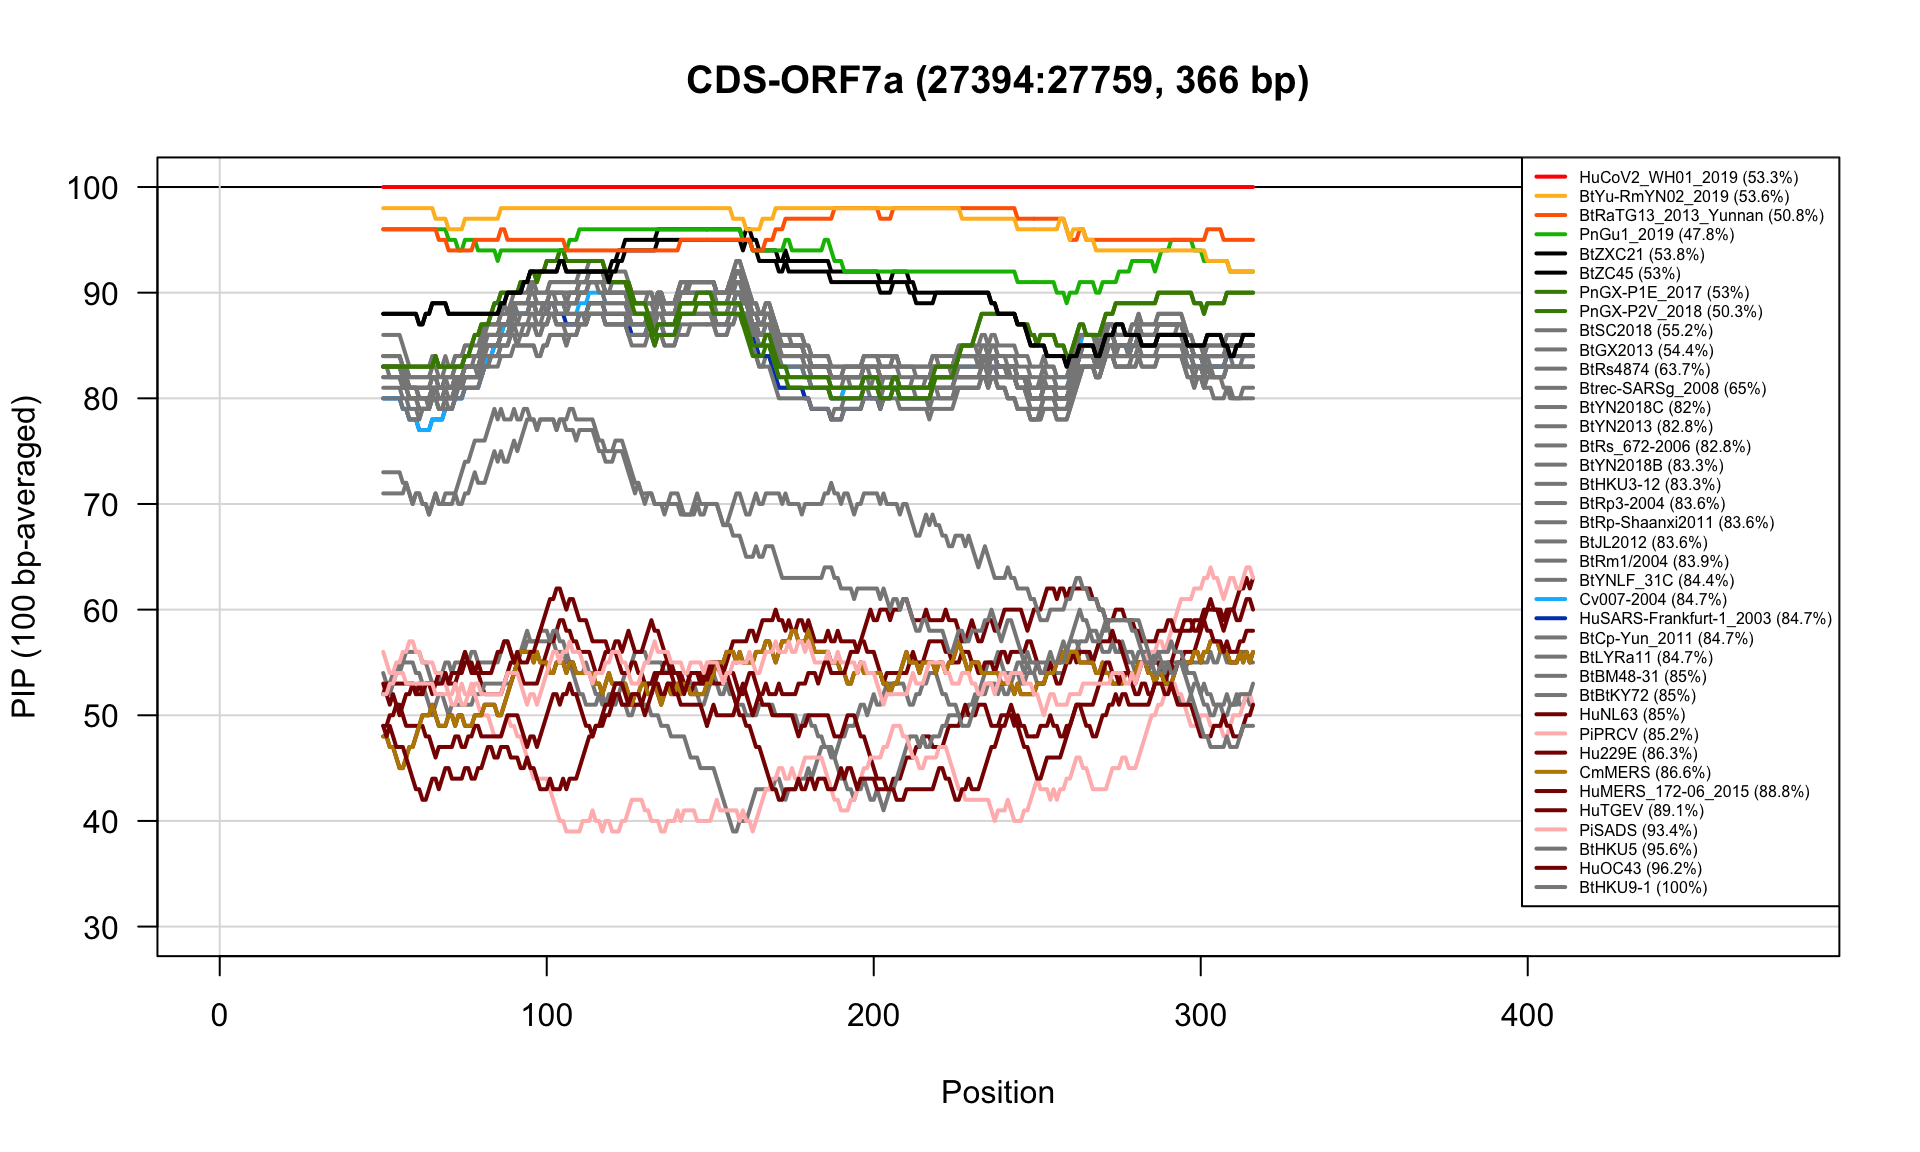 CDS-ORF7a (27394:27759, 366 bp)
PIP (100 bp-averaged)
100
90
80
70
60
50
40
30
HuCoV2_WH01_2019 (53.3%)
BtYu-RmYN02_2019 (53.6%)
BtRaTG13_2013_Yunnan (50.8%)
PnGu1_2019 (47.8%)
BtZXC21 (53.8%)
BtZC45 (53%)
PnGX-P1E_2017 (53%)
PnGX-P2V_2018 (50.3%)
BtSC2018 (55.2%)
BtGX2013 (54.4%)
BtRs4874 (63.7%)
Btrec-SARSg_2008 (65%)
BtYN2018C (82%)
BtYN2013 (82.8%)
BtRs_672-2006 (82.8%)
BtYN2018B (83.3%)
BtHKU3-12 (83.3%)
BtRp3-2004 (83.6%)
BtRp-Shaanxi2011 (83.6%)
BtJL2012 (83.6%)
BtRm1/2004 (83.9%)
BtYNLF_31C (84.4%)
Cv007-2004 (84.7%)
HuSARS-Frankfurt-1_2003 (84.7%)
BtCp-Yun_2011 (84.7%)
BtLYRa11 (84.7%)
BtBM48-31 (85%)
BtBtKY72 (85%)
HuNL63 (85%)
PiPRCV (85.2%)
Hu229E (86.3%)
CmMERS (86.6%)
HuMERS_172-06_2015 (88.8%)
HuTGEV (89.1%)
PiSADS (93.4%)
BtHKU5 (95.6%)
HuOC43 (96.2%)
BtHKU9-1 (100%)
0 100 200 300 400
Position